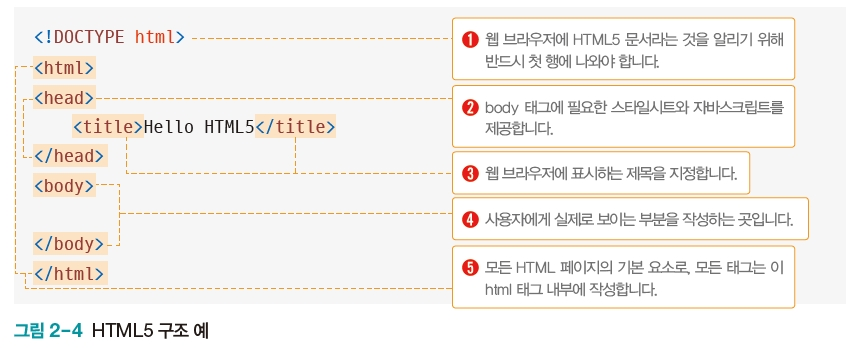 <!DOCTYPE html>
<html>
<head>
<title>Hello HTML5</title>
</head>
<body>
</body>
</html>
❶ 웹 브라우저에 HTML5 문서라는 것을 알리기 위해
반드시 첫 행에 나와야 합니다.
❷ body 태그에 필요한 스타일시트와 자바스크립트를
제공합니다.
❸ 웹 브라우저에 표시하는 제목을 지정합니다.
❹ 사용자에게 실제로 보이는 부분을 작성하는 곳입니다.
❺ 모든 HTML 페이지의 기본 요소로, 모든 태그는 이
html 태그 내부에 작성합니다.
그림 2-4 HTML5 구조 예